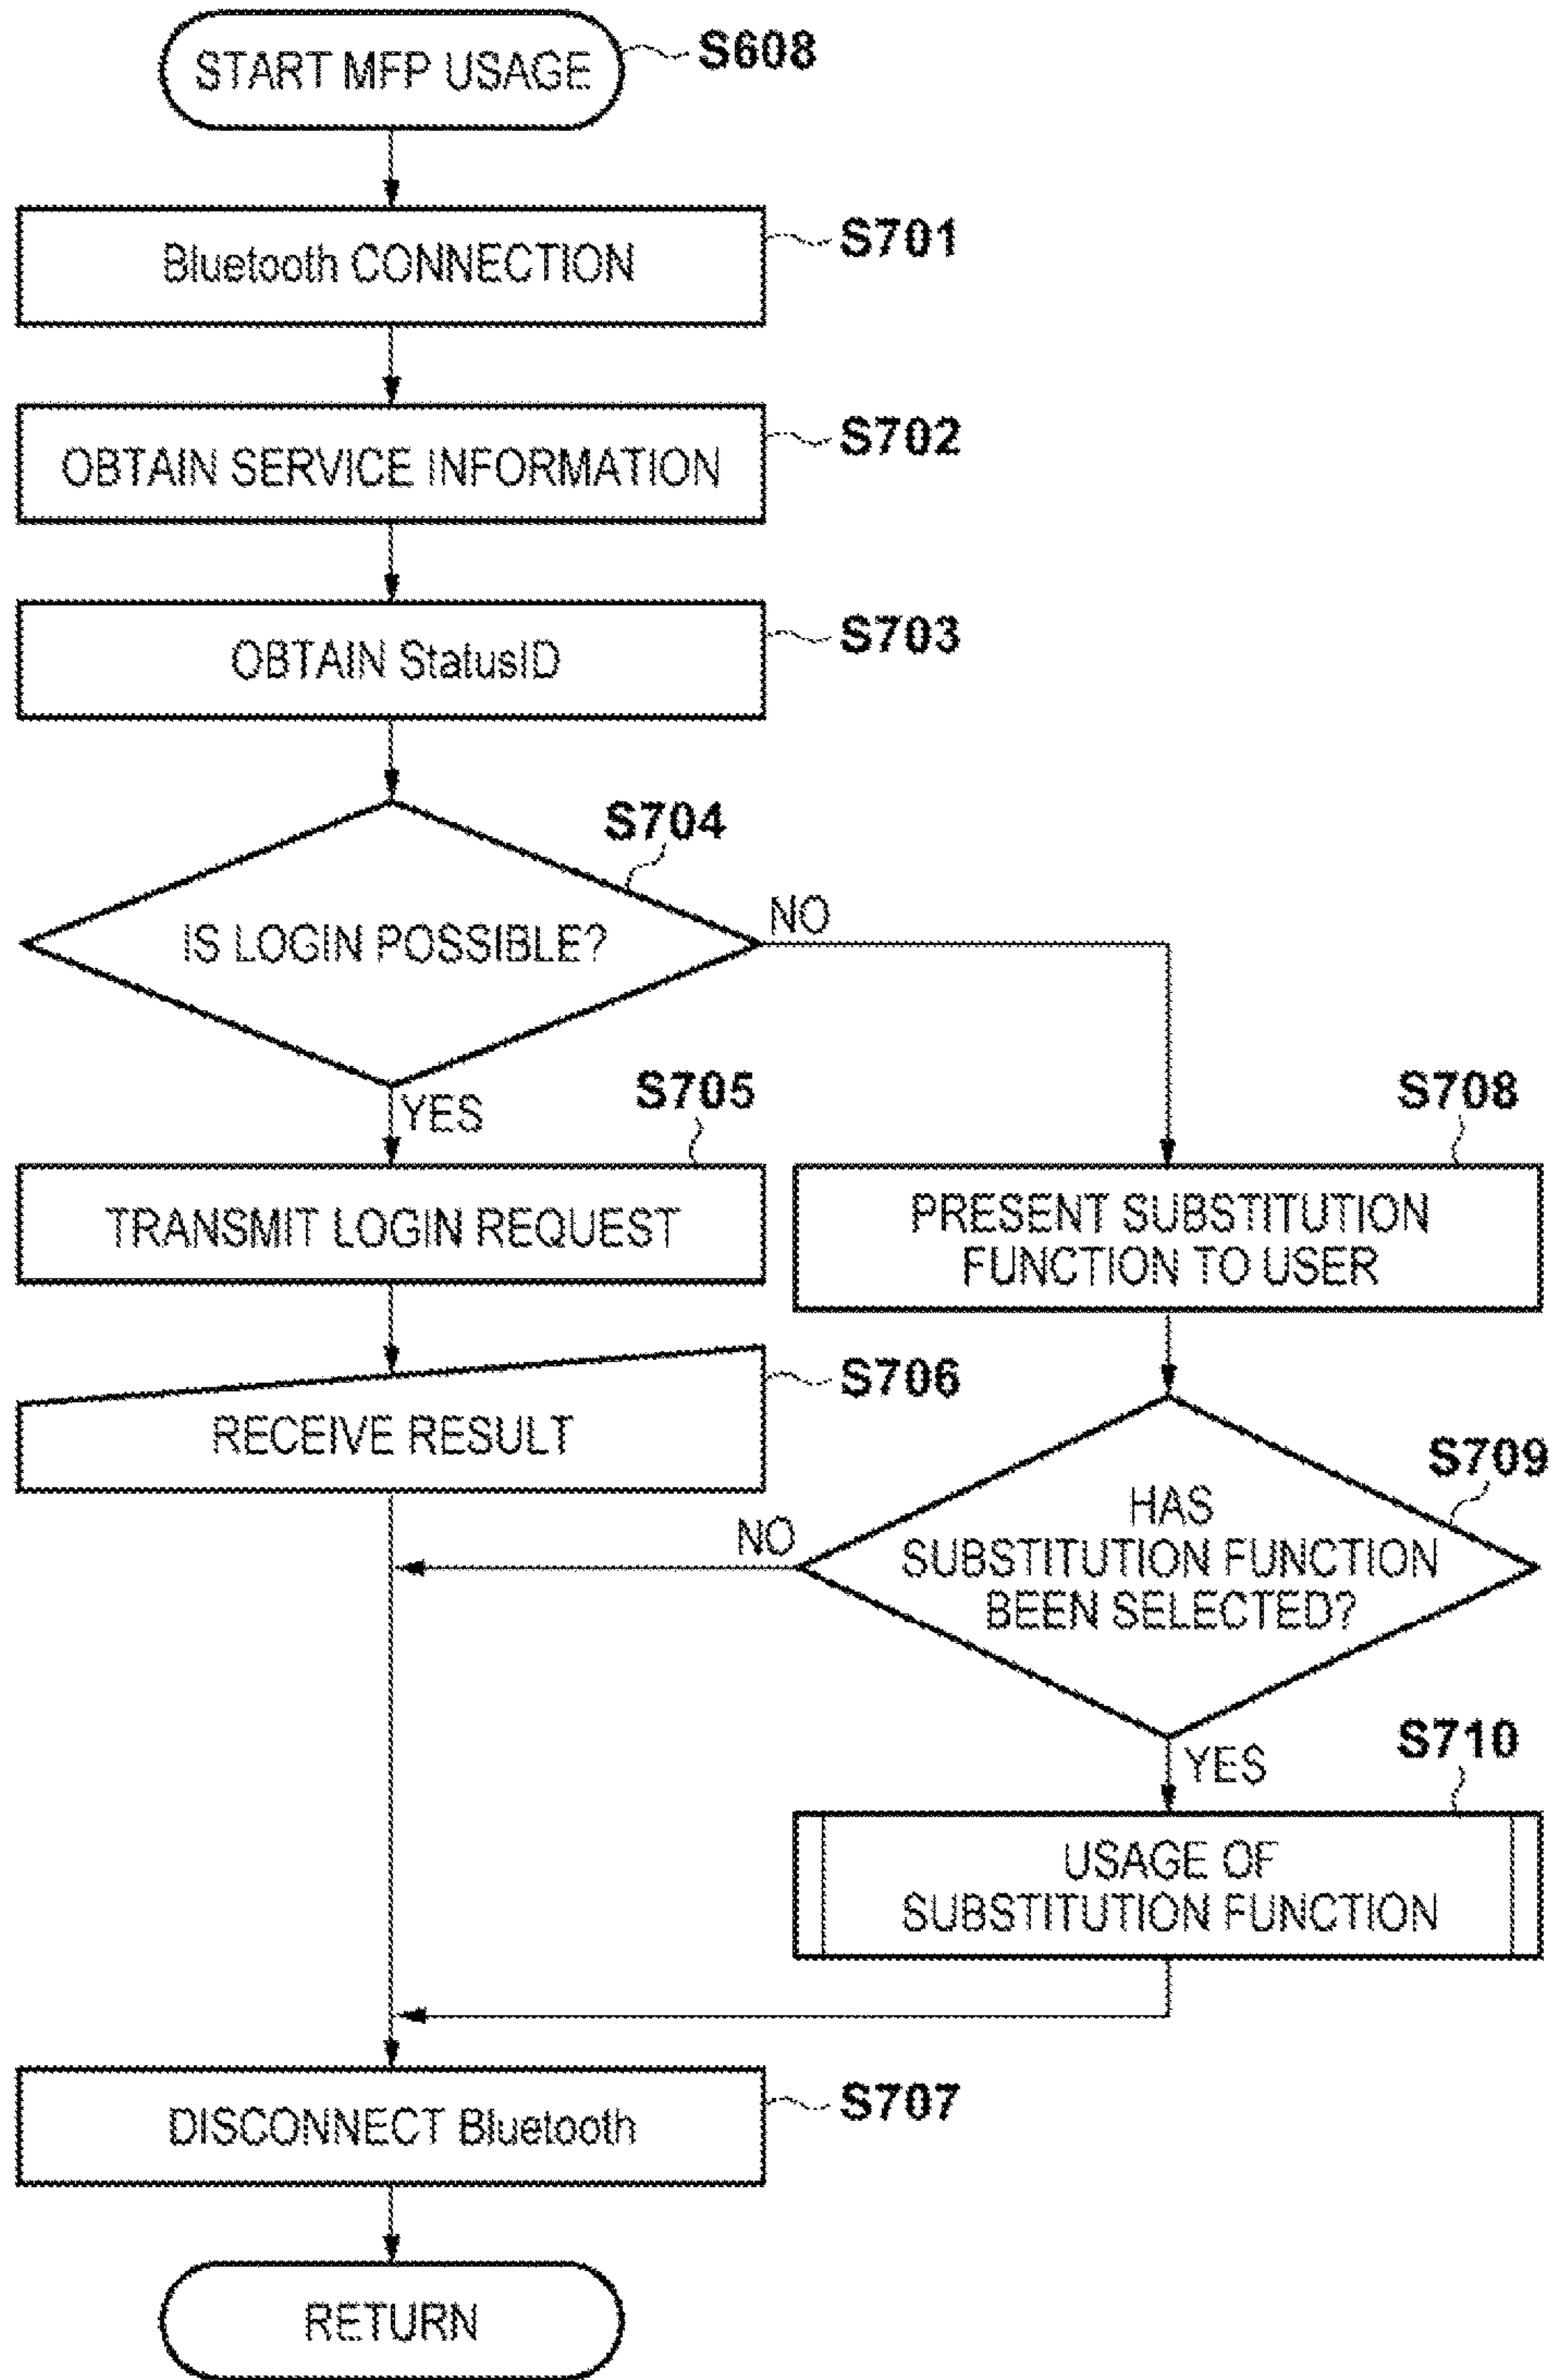 START MFP USAGE
S608
Bluetooth CONNECTION
S701
OBTAIN SERVICE INFORMATION
S702
OBTAIN StatusID
S703
S704
IS LOGIN POSSIBLE?
NO
YES
S705
TRANSMIT LOGIN REQUEST
S708
PRESENT SUBSTITUTION
FUNCTION TO USER
S706
RECEIVE RESULT
S709
HAS
SUBSTITUTION FUNCTION
BEEN SELECTED?
NO
YES
S710
USAGE OF
SUBSTITUTION FUNCTION
DISCONNECT Bluetooth
S707
RETURN